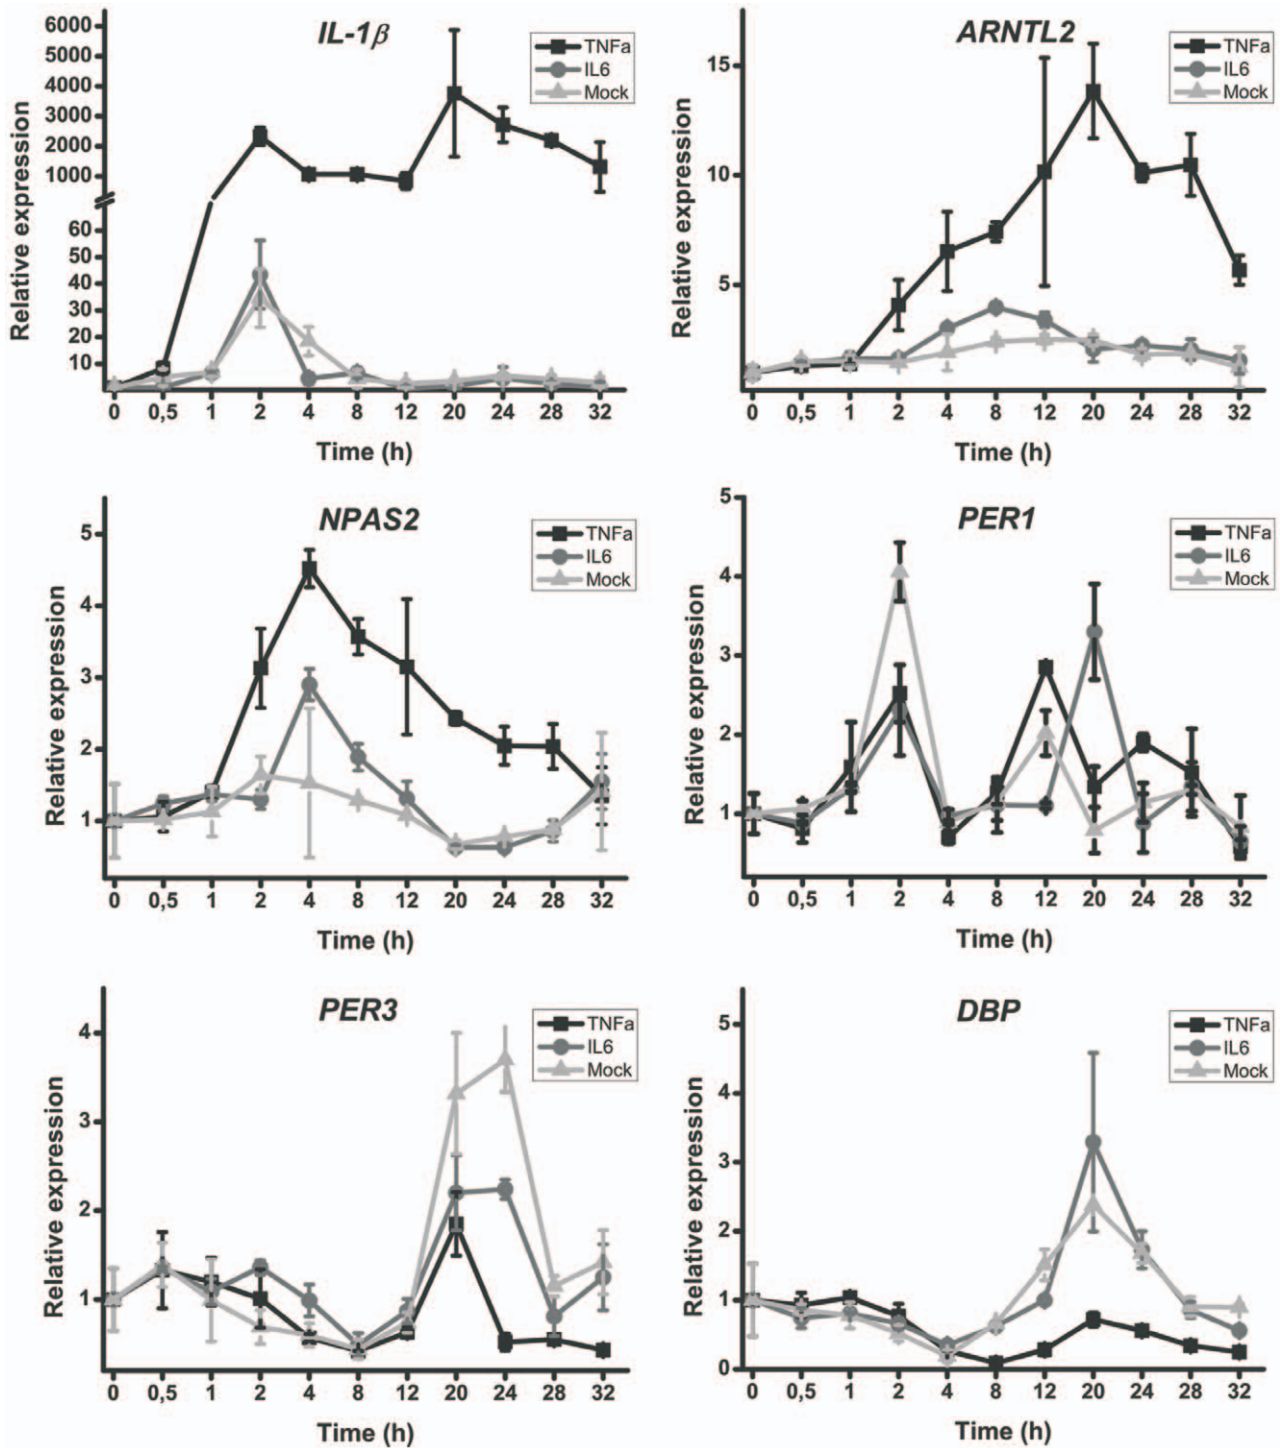 IL-1β
TNFa
IL6
Mock
6000
5000
4000
3000
2000
1000
60
50
40
30
20
10
Relative expression
0 0,5 1 2 4 8 12 20 24 28 32
Time (h)
ARNTL2
TNFa
IL6
Mock
15
10
5
Relative expression
0 0,5 1 2 4 8 12 20 24 28 32
Time (h)
NPAS2
TNFa
IL6
Mock
5
4
3
2
1
Relative expression
0 0,5 1 2 4 8 12 20 24 28 32
Time (h)
PER1
TNFa
IL6
Mock
5
4
3
2
1
Relative expression
0 0,5 1 2 4 8 12 20 24 28 32
Time (h)
PER3
TNFa
IL6
Mock
4
3
2
1
Relative expression
0 0,5 1 2 4 8 12 20 24 28 32
Time (h)
DBP
TNFa
IL6
Mock
5
4
3
2
1
0
Relative expression
0 0,5 1 2 4 8 12 20 24 28 32
Time (h)